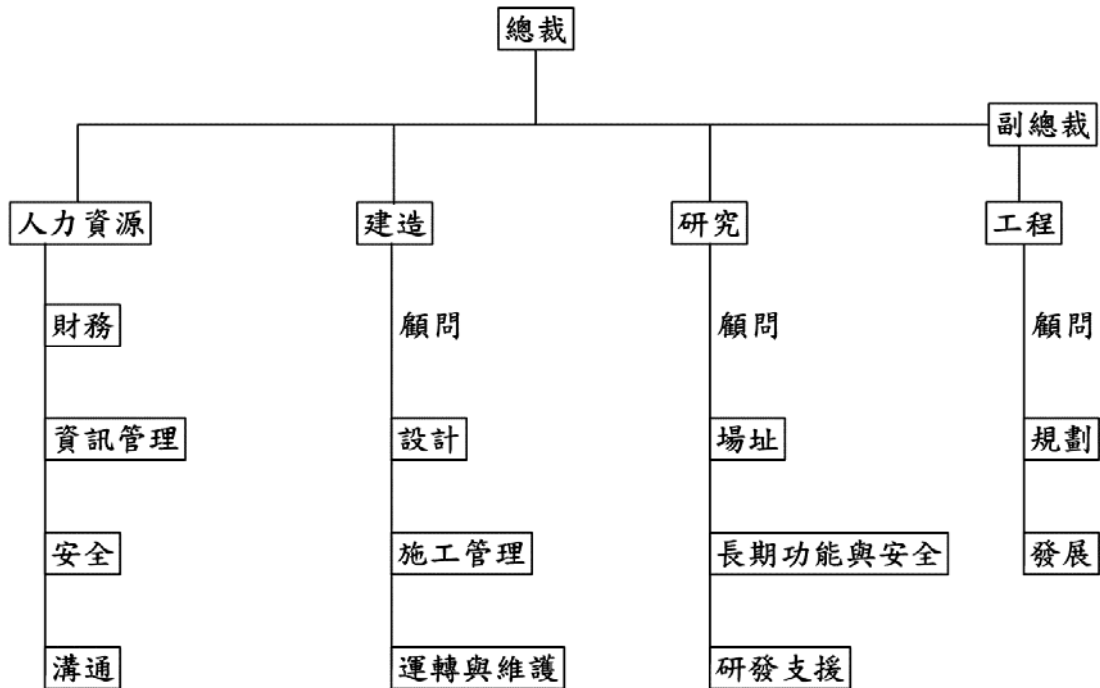 總裁
副總裁
人力資源
建造
研究
工程
財務
顧問
顧問
顧問
資訊管理
設計
場址
規劃
安全
施工管理
長期功能與安全
發展
溝通
運轉與維護
研發支援